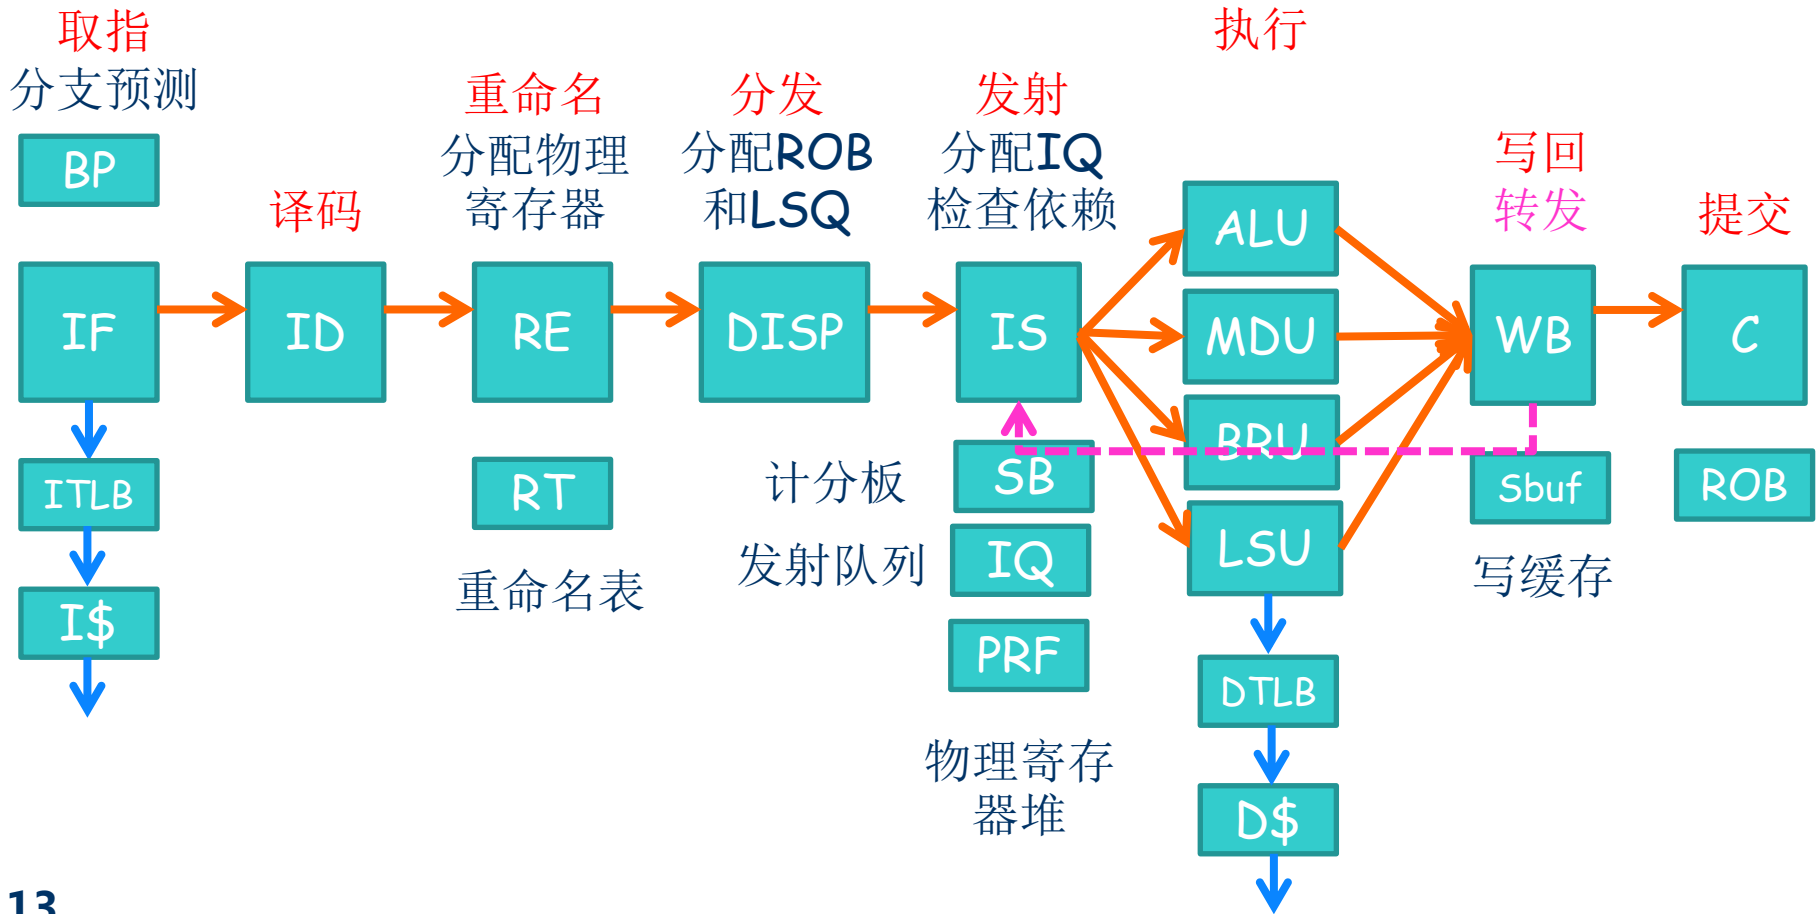 取指
分支预测
BP
IF
ITLB
I$
译码
ID
重命名
分配物理
寄存器
RE
RT
重命名表
分发
分配ROB
和LSQ
DISP
发射
分配IQ
检查依赖
IS
计分板
SB
发射队列
IQ
PRF
物理寄存
器堆
执行
ALU
MDU
BRU
LSU
DTLB
D$
写回
转发
WB
Sbuf
写缓存
提交
C
ROB
13